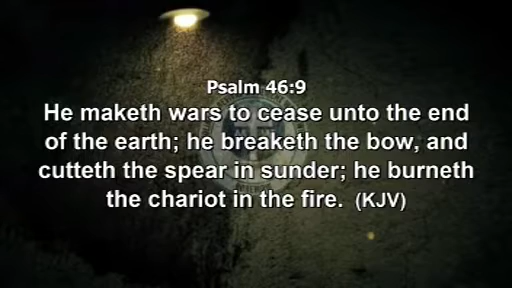 Psalm 46:9
He maketh wars to cease unto the end
of the earth; he breaketh the bow, and
cutteth the spear in sunder; he burneth
the chariot in the fire. (KJV)